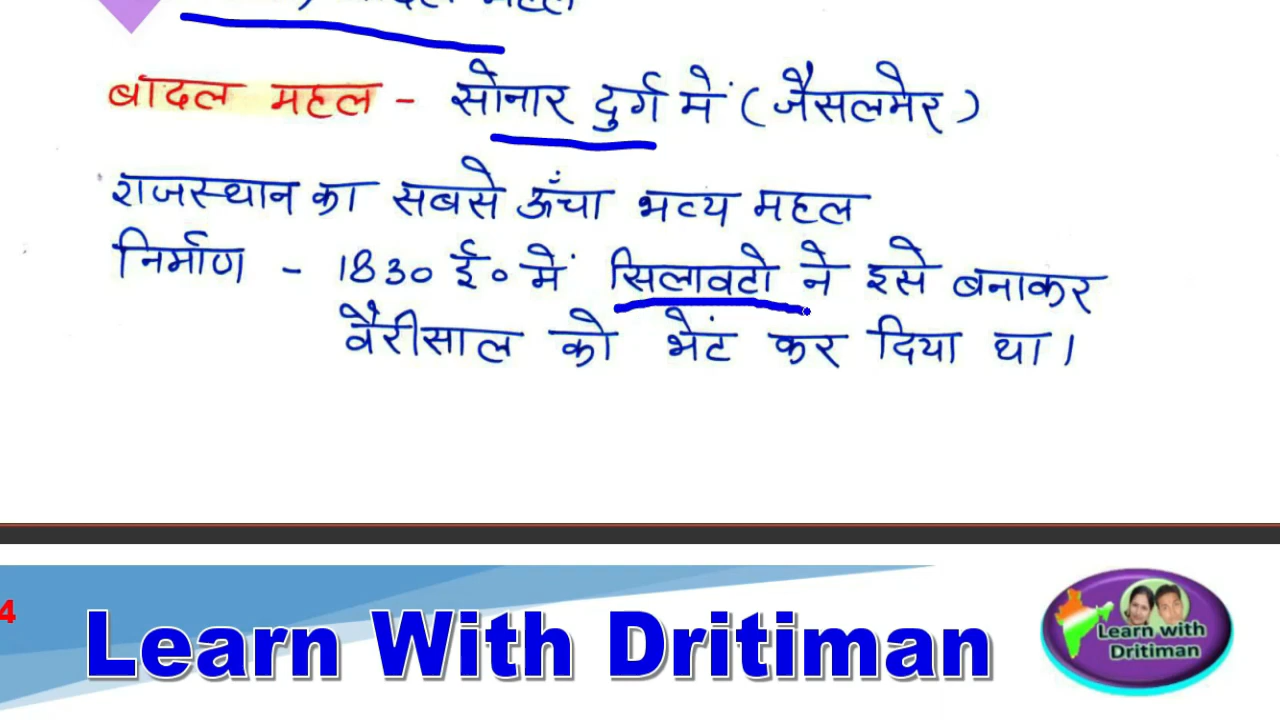 बादल महल - सोनार दुर्ग में (जैसलमेर)
राजस्थान का सबसे ऊँचा भव्य महल
निर्माण - 1830 ई० में सिलावटो ने इसे बनाकर
वैरीसाल को भेंट कर दिया था।
4
Learn With Dritiman
Learn with
Dritiman